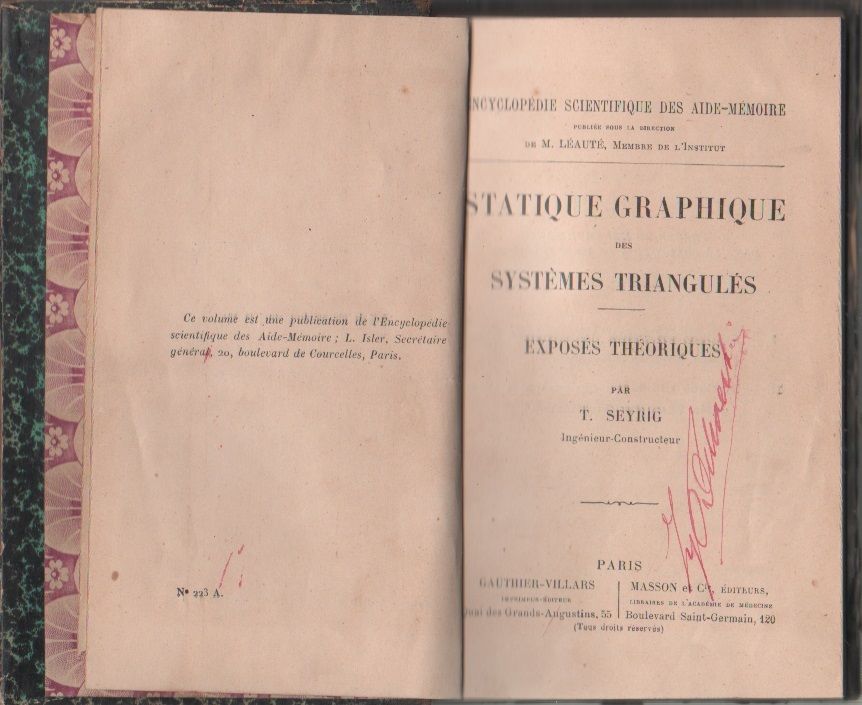 Ce volume est une publication de l'Encyclopédie
scientifique des Aide-Mémoire ; L. Isler, Secrétaire
général, 20, boulevard de Courcelles, Paris.
Nº 223 A.
NCYCLOPÉDIE SCIENTIFIQUE DES AIDE-MÉMOIRE
PUBLIÉE SOUS LA DIRECTION
DE M. LÉAUTÉ, MEMBRE DE L'INSTITUT
STATIQUE GRAPHIQUE
DES
SYSTÈMES TRIANGULÉS
EXPOSÉS THÉORIQUES
PAR
T. SEYRIG
Ingénieur-Constructeur
PARIS
GAUTHIER-VILLARS
IMPRIMEUR-ÉDITEUR
Quai des Grands-Augustins, 55
MASSON et Cie, ÉDITEURS,
LIBRAIRES DE L'ACADÉMIE DE MÉDECINE
Boulevard Saint-Germain, 120
(Tous droits réservés)